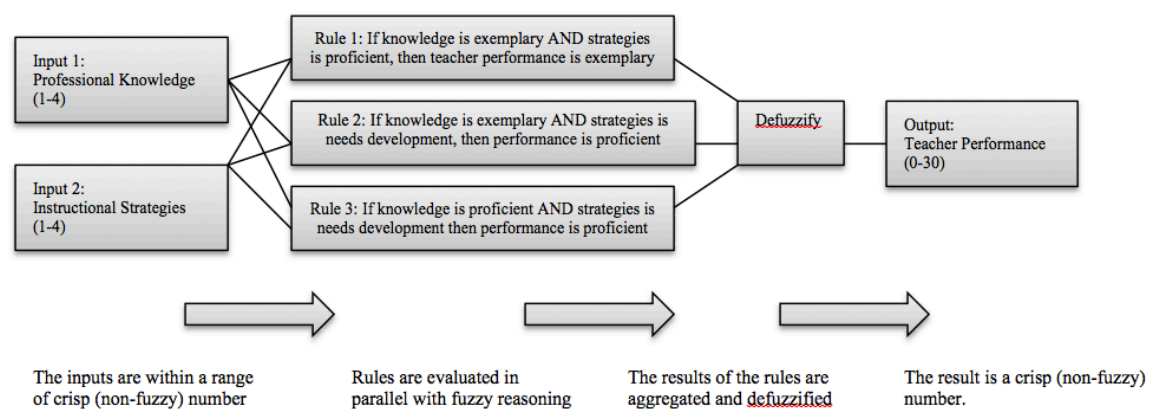 Input 1:
Professional Knowledge
(1-4)
Input 2:
Instructional Strategies
(1-4)
Rule 1: If knowledge is exemplary AND strategies
is proficient, then teacher performance is exemplary
Rule 2: If knowledge is exemplary AND strategies is
needs development, then performance is proficient
Rule 3: If knowledge is proficient AND strategies is
needs development then performance is proficient
Defuzzify
Output:
Teacher Performance
(0-30)
The inputs are within a range
of crisp (non-fuzzy) number
Rules are evaluated in
parallel with fuzzy reasoning
The results of the rules are
aggregated and defuzzified
The result is a crisp (non-fuzzy)
number.